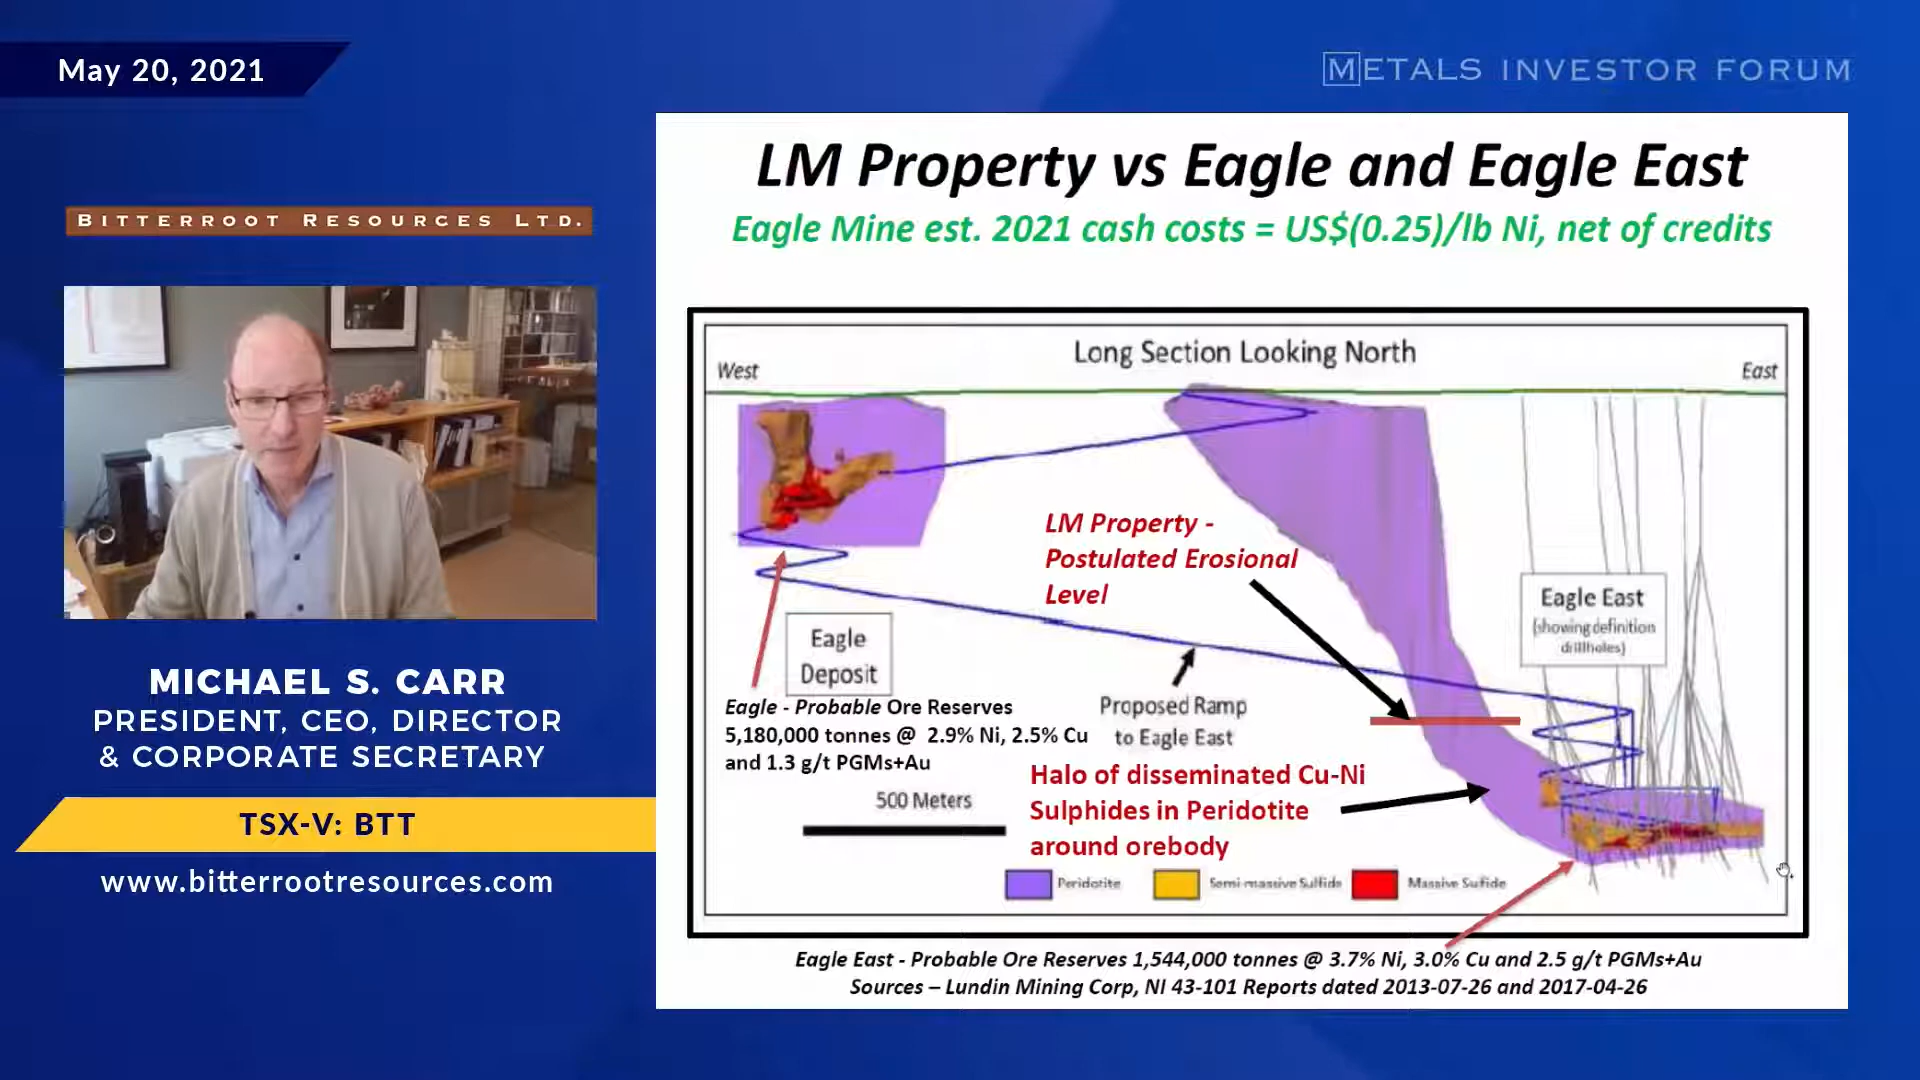 May 20, 2021
METALS INVESTOR FORUM
BITTERROOT RESOURCES LTD.
MICHAEL S. CARR
PRESIDENT, CEO, DIRECTOR
& CORPORATE SECRETARY
TSX-V: BTT
www.bitterrootresources.com
LM Property vs Eagle and Eagle East
Eagle Mine est. 2021 cash costs = US$(0.25)/lb Ni, net of credits
Long Section Looking North
West
East
LM Property -
Postulated Erosional
Level
Eagle East
(showing definition
drillholes)
Eagle
Deposit
Eagle - Probable Ore Reserves
5,180,000 tonnes @ 2.9% Ni, 2.5% Cu
and 1.3 g/t PGMs+Au
Proposed Ramp
to Eagle East
500 Meters
Halo of disseminated Cu-Ni
Sulphides in Peridotite
around orebody
Peridotite
Semi-massive Sulfide
Massive Sulfide
Eagle East - Probable Ore Reserves 1,544,000 tonnes @ 3.7% Ni, 3.0% Cu and 2.5 g/t PGMs+Au
Sources – Lundin Mining Corp, NI 43-101 Reports dated 2013-07-26 and 2017-04-26